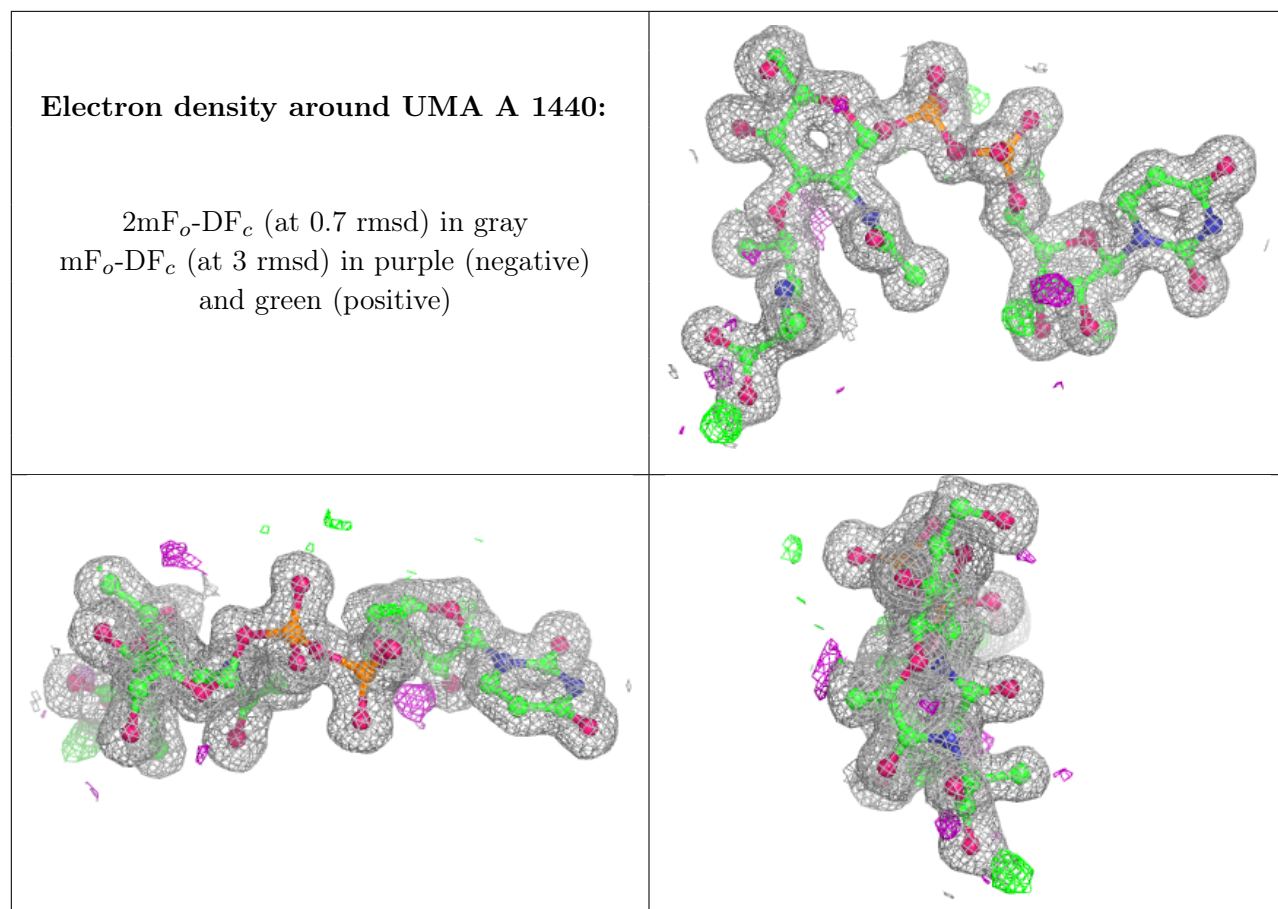 Electron density around UMA A 1440:
2mFo-DFc (at 0.7 rmsd) in gray
mFo-DFc (at 3 rmsd) in purple (negative)
and green (positive)